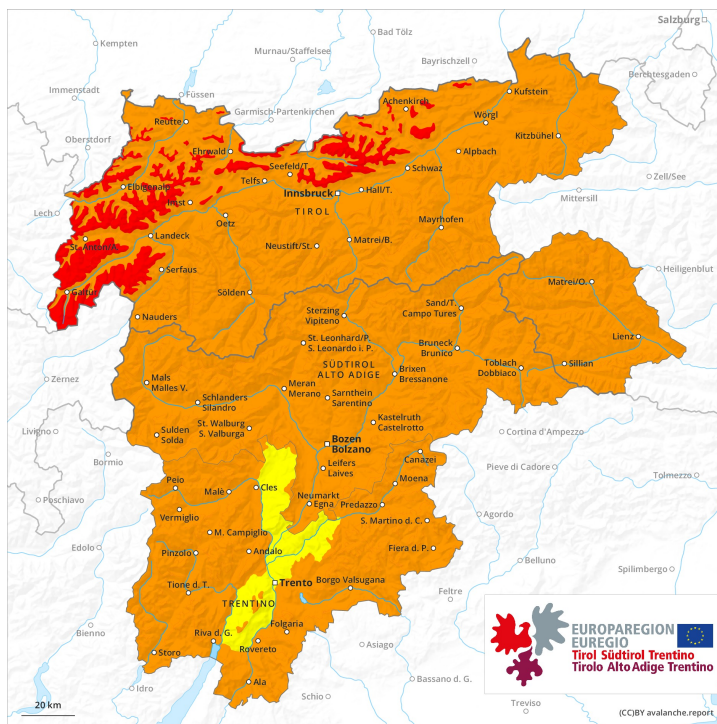 Salzburg
Bad Tölz
Kempten
Murnau/Staffelsee
Bayrischzell
Berchtesgaden
Immenstadt
Füssen
Garmisch-Partenkirchen
Achenkirch
Kufstein
Reutte
Wörgl
Oberstdorf
Ehrwald
Kitzbühel
Seefeld/T.
Alpbach
Telfs
Schwaz
Zell/See
Elbigenalp
Innsbruck
Hall/T.
Mittersill
Imst
TIROL
Lech
Oetz
Mayrhofen
St. Anton/A.
Landeck
Neustift/St.
Matrei/B.
Serfaus
Heiligenblut
Galtür
Sölden
Matrei/O.
Nauders
Sterzing
Vipiteno
Sand/T.
Campo Tures
Lienz
St. Leonhard/P.
S. Leonardo i. P.
Bruneck
Brunico
Zernez
SÜDTIROL
ALTO ADIGE
Brixen
Bressanone
Toblach
Dobbiaco
Sillian
Mals
Malles V.
Meran
Merano
Sarnthein
Sarentino
Schlanders
Silandro
Kastelruth
Castelrotto
Livigno
St. Walburg
S. Valburga
Sulden
Solda
Bozen
Bolzano
Cortina d'Ampezzo
Bormio
Leifers
Laives
Canazei
Pieve di Cadore
Tolmezzo
Poschiavo
Peio
Malè
Cles
Neumarkt
Egna
Moena
Predazzo
Vermiglio
Agordo
Edolo
M. Campiglio
S. Martino d. C.
Pinzolo
Andalo
Fiera d. P.
Belluno
Spilimbergo
Tione d. T.
Trento
Borgo Valsugana
Feltre
TRENTINO
Bienno
Riva d. G.
Folgaria
Rovereto
Asiago
Storo
Idro
Ala
Schio
Bassano d. G.
Treviso
EUROPAREGION
EUREGIO
Tirol Südtirol Trentino
Tirolo Alto Adige Trentino
20 km
(CC)BY avalanche.report